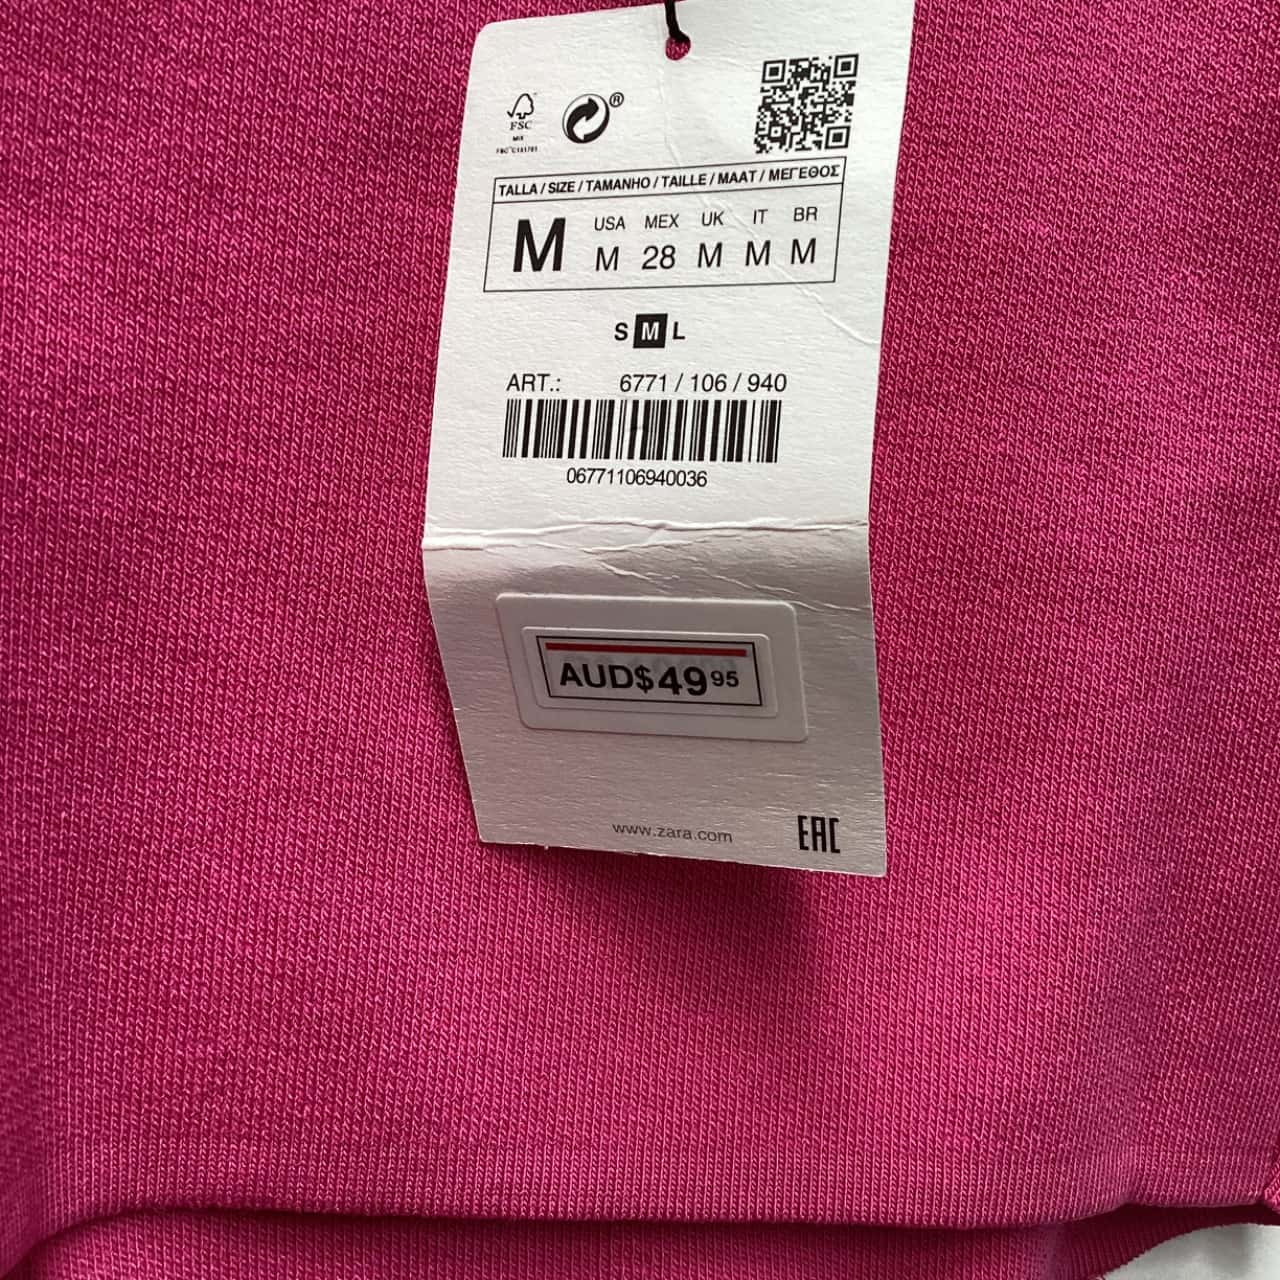 FSC
MIX
®
TALLA / SIZE / TAMANHO / TAILLE / MAAT / ΜΕΓΕΘΟΣ
M
USA MEX UK IT BR
M 28 M M M
S M L
ART.: 6771 / 106 / 940
06771106940036
AUD$49 95
www.zara.com
EAC